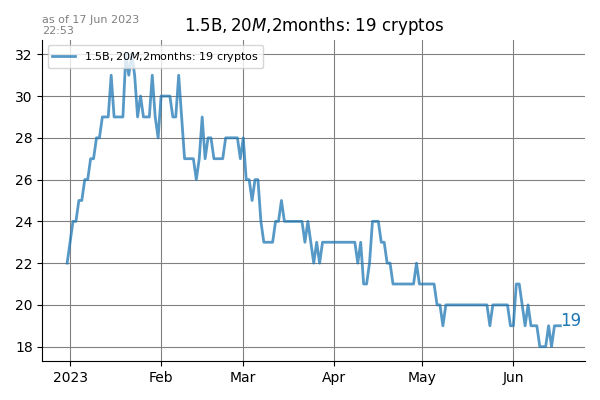 as of 17 Jun 2023
22:53
1.5B, 20M,2months: 19 cryptos
1.5B, 20M,2months: 19 cryptos
32
30
28
26
24
22
20
18
19
2023 Feb Mar Apr May Jun